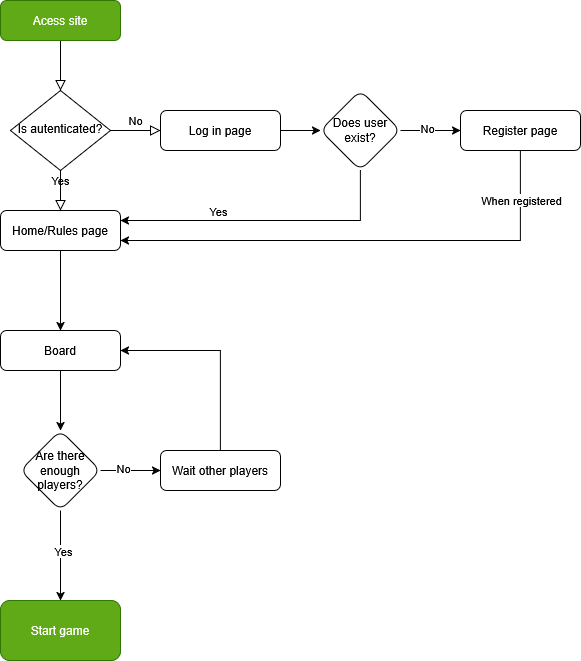 Acess site
Is autenticated?
No
Log in page
Does user
exist?
No
Register page
Yes
Yes
When registered
Home/Rules page
Board
Are there
enough
players?
No
Wait other players
Yes
Start game